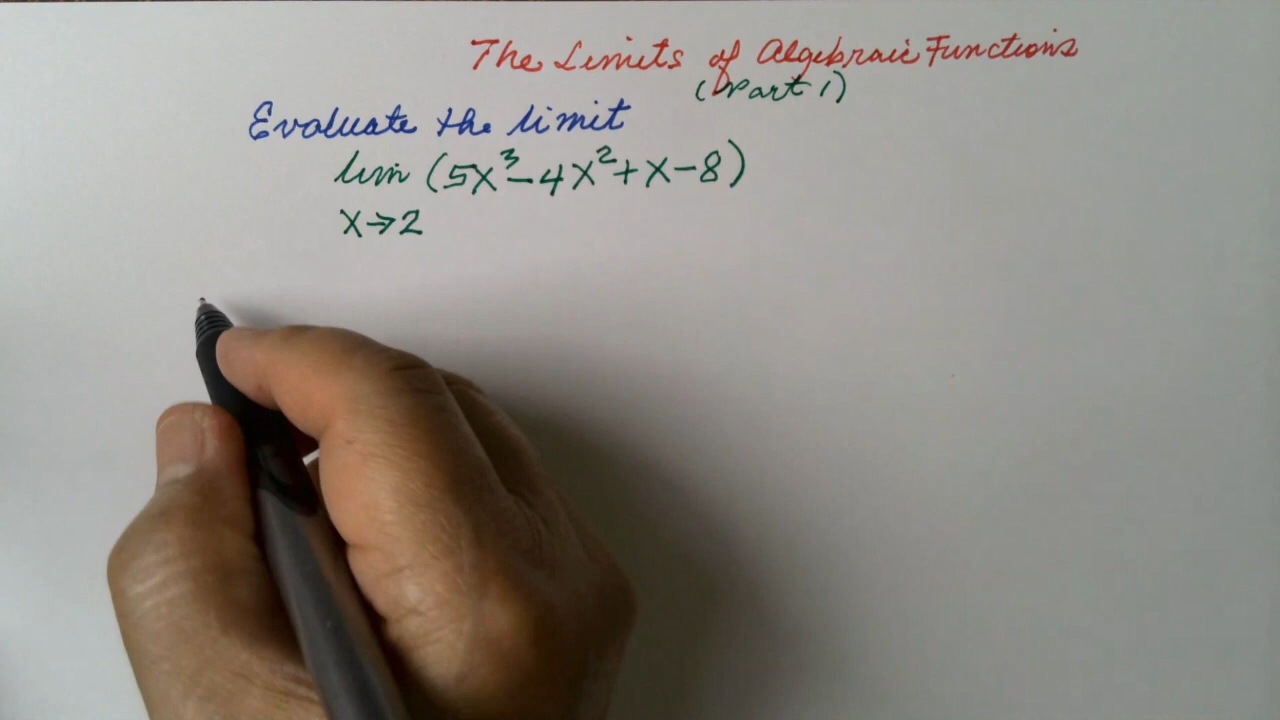 The Limits of Algebraic Functions
(Part 1)
Evaluate the limit
lim (5x³-4x²+x-8)
x→2